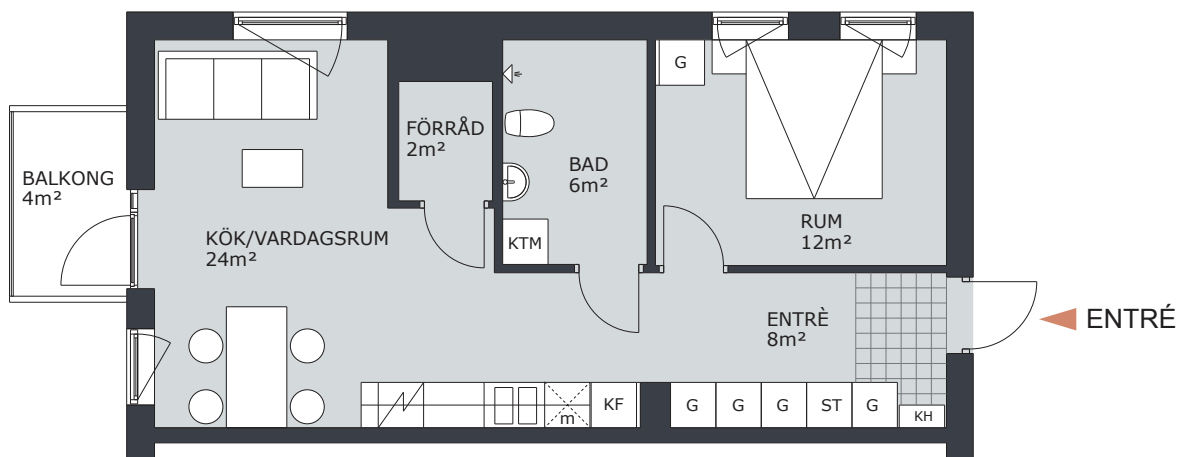 G
FÖRRÅD
2m²
BAD
6m²
BALKONG
4m²
KÖK/VARDAGSRUM
24m²
KTM
RUM
12m²
ENTRÈ
8m²
ENTRÉ
m
KF
G
G
G
ST
G
KH